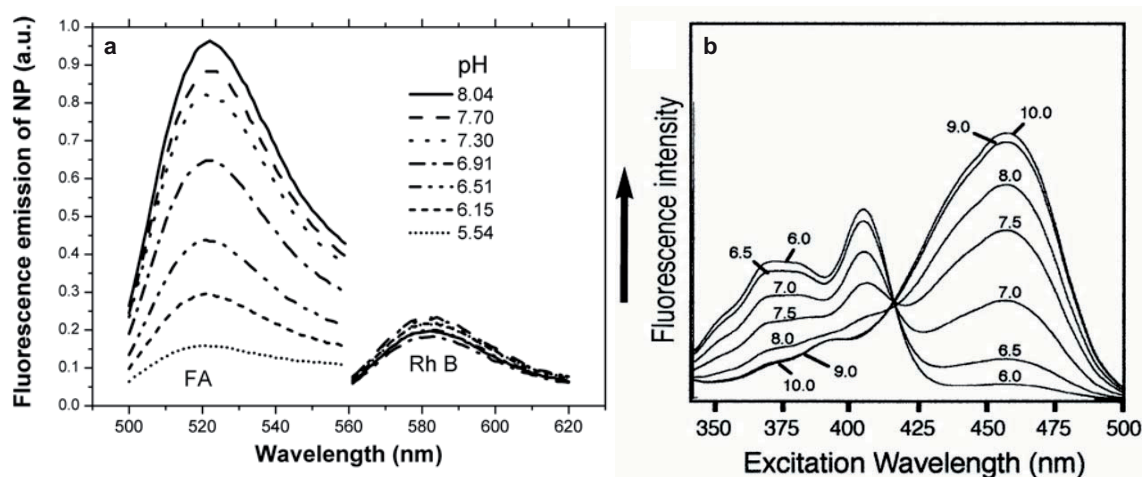 a
Fluorescence emission of NP (a.u.)
1.0
0.9
0.8
0.7
0.6
0.5
0.4
0.3
0.2
0.1
0.0
pH
8.04
7.70
7.30
6.91
6.51
6.15
5.54
FA
Rh B
500 520 540 560 580 600 620
Wavelength (nm)
b
Fluorescence intensity
9.0 10.0
8.0
7.5
7.0
6.5
6.0
6.5 6.0
7.0
7.5
8.0
9.0
10.0
350 375 400 425 450 475 500
Excitation Wavelength (nm)